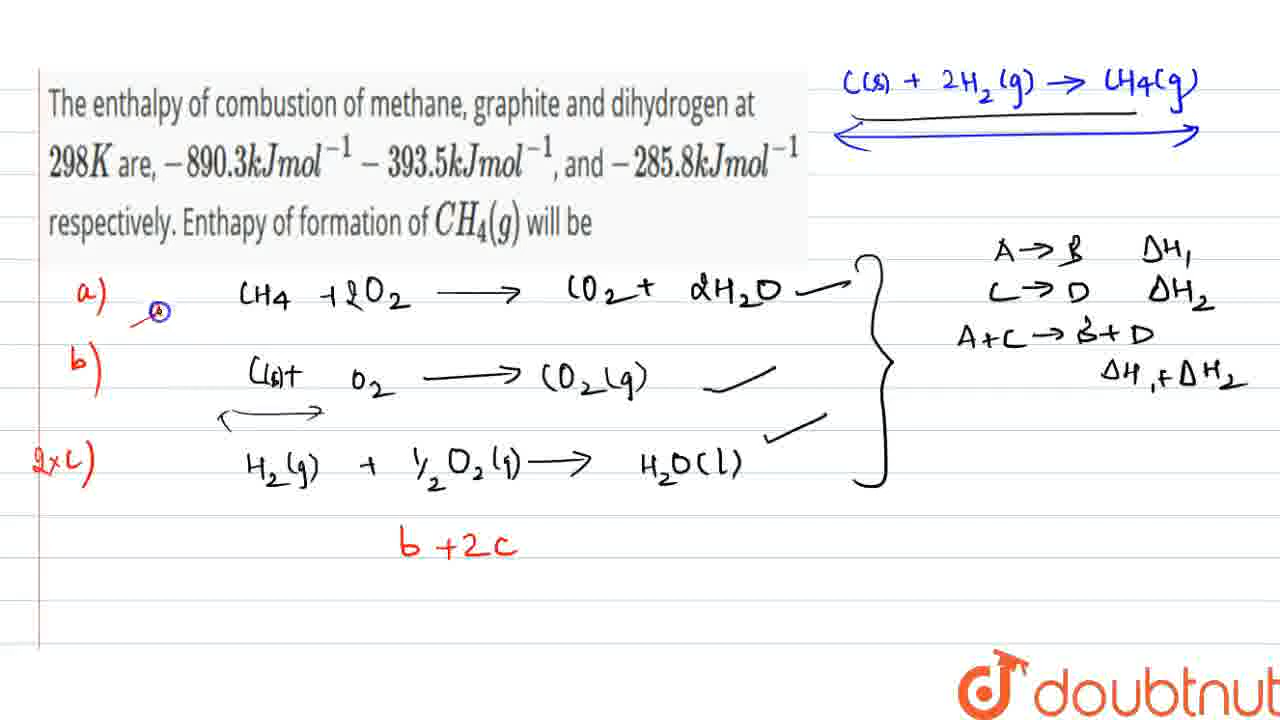 The enthalpy of combustion of methane, graphite and dihydrogen at
298K are, −890.3kJmol⁻¹ − 393.5kJmol⁻¹, and −285.8kJmol⁻¹
respectively. Enthapy of formation of CH₄(g) will be
C(s) + 2H₂(g) → CH₄(g)
a) CH₄ + 2O₂ → CO₂ + 2H₂O
b) C(s) + O₂ → CO₂(g)
2×c) H₂(g) + ½O₂(g) → H₂O(l)
b + 2c
A → B ΔH₁
C → D ΔH₂
A+C → B+D
ΔH₁ + ΔH₂
doubtnut